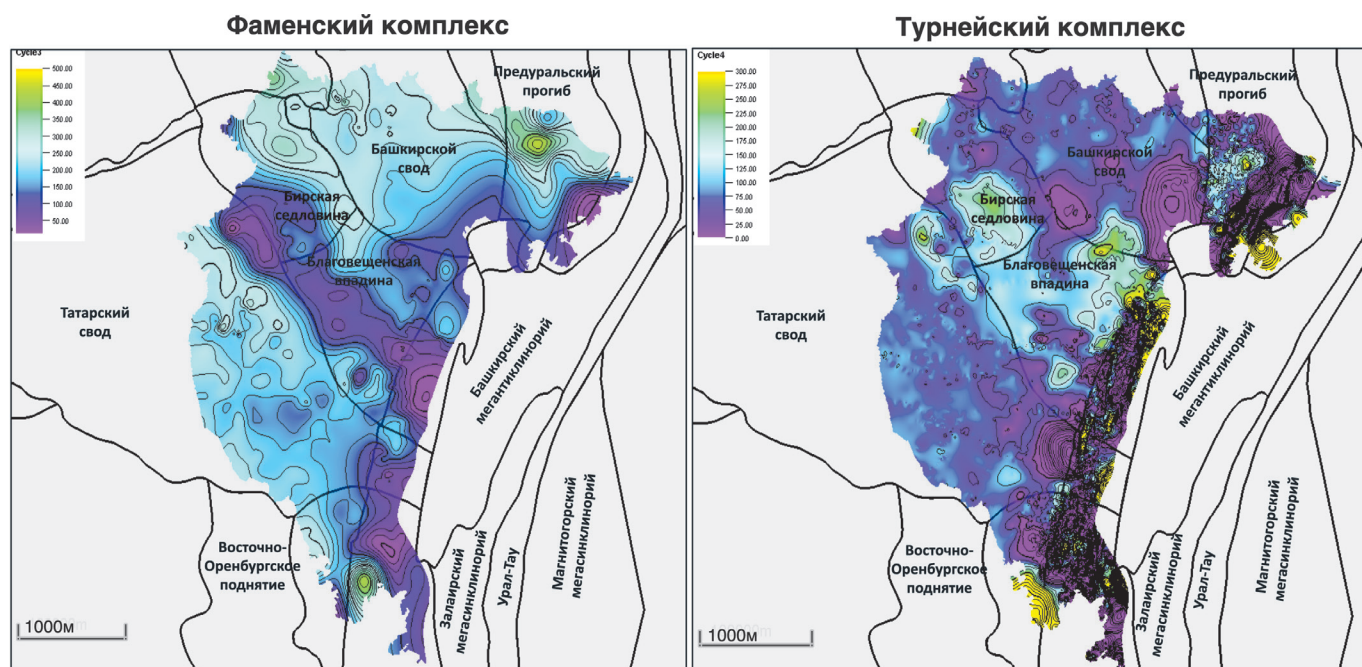 Фаменский комплекс
Cycle3
500.00
450.00
400.00
350.00
300.00
250.00
200.00
150.00
100.00
50.00
Предуральский
прогиб
Башкирской
свод
Бирская
седловина
Благовещенская
впадина
Татарский
свод
Башкирский
мегантиклинорий
Восточно-
Оренбургское
поднятие
Залаирский
мегасинклинорий
Урал-Тау
Магнитогорский
мегасинклинорий
1000м
Турнейский комплекс
Cycle4
300.00
275.00
250.00
225.00
200.00
175.00
150.00
125.00
100.00
75.00
50.00
25.00
0.00
Предуральский
прогиб
Башкирской
свод
Бирская
седловина
Благовещенская
впадина
Татарский
свод
Башкирский
мегантиклинорий
Восточно-
Оренбургское
поднятие
Залаирский
мегасинклинорий
Урал-Тау
Магнитогорский
мегасинклинорий
1000м